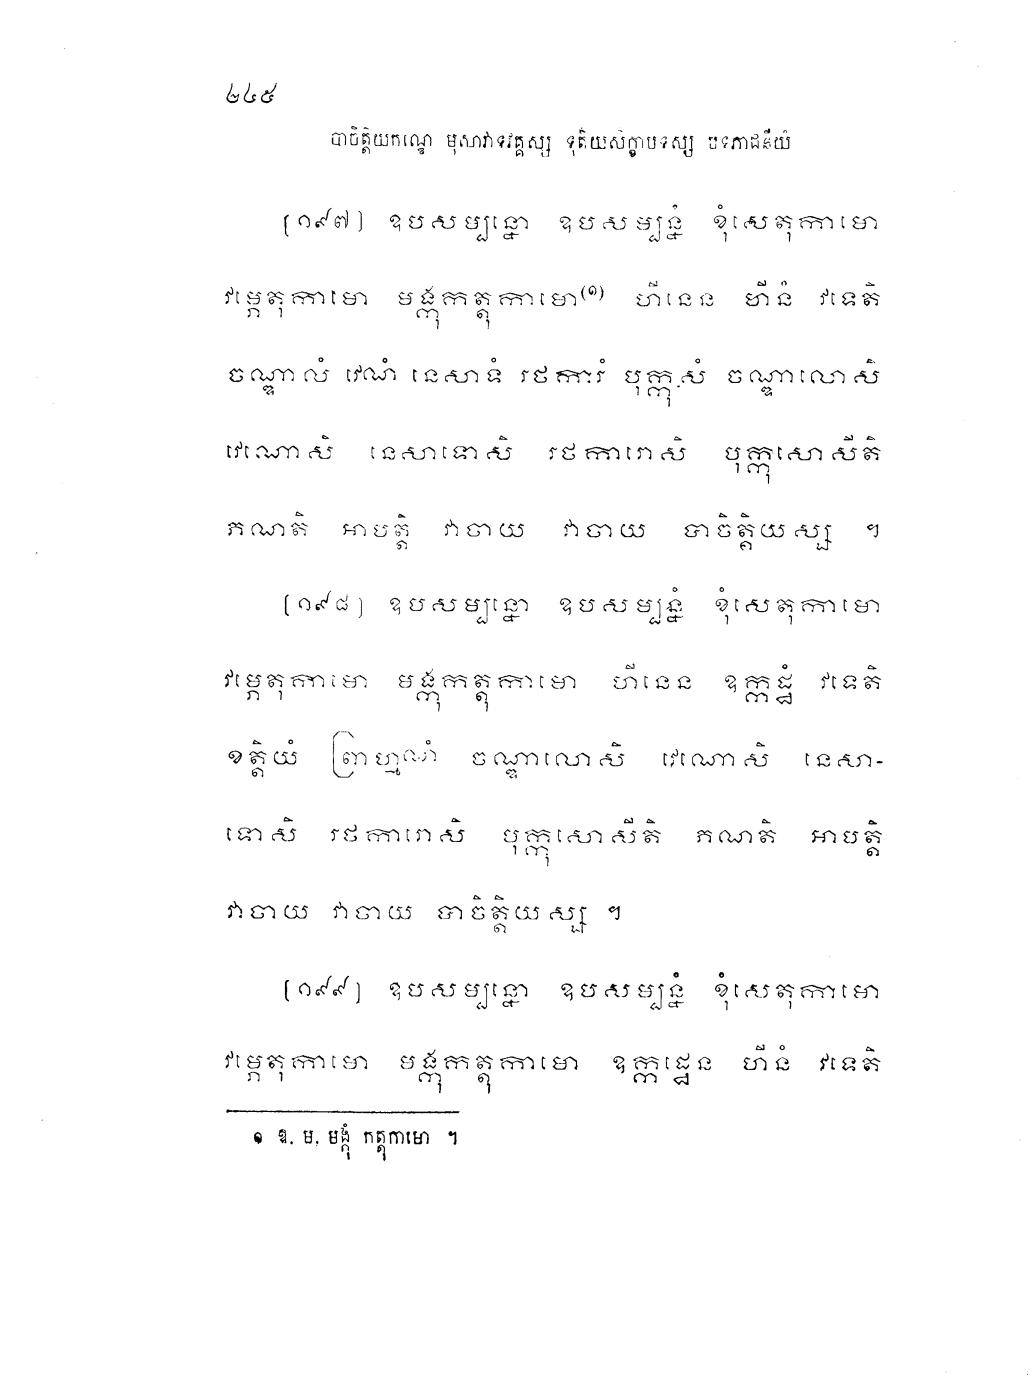 ២៤៥
បាចិត្តិយកណ្ឌេ មុសាវាទវគ្គស្ស ទុតិយសិក្ខាបទស្ស បទភាជនីយំ
[១៩៧] ឧបសម្បន្នោ ឧបសម្បន្នំ ខុំសេតុកាមោ
វម្ភេតុកាមោ មង្កុកត្តុកាមោ(១) ហីនេន ហីនំ វទេតិ
ចណ្ឌាលំ វេណំ នេសាទំ រថការំ បុក្កុសំ ចណ្ឌាលោសិ
វេណោសិ នេសាទោសិ រថការោសិ បុក្កុសោសីតិ
ភណតិ អាបត្តិ វាចាយ វាចាយ បាចិត្តិយស្ស ។
[១៩៨] ឧបសម្បន្នោ ឧបសម្បន្នំ ខុំសេតុកាមោ
វម្ភេតុកាមោ មង្កុកត្តុកាមោ ហីនេន ឧក្កដ្ឋំ វទេតិ
ខត្តិយំ ព្រាហ្មណំ ចណ្ឌាលោសិ វេណោសិ នេសា-
ទោសិ រថការោសិ បុក្កុសោសីតិ ភណតិ អាបត្តិ
វាចាយ វាចាយ បាចិត្តិយស្ស ។
[១៩៩] ឧបសម្បន្នោ ឧបសម្បន្នំ ខុំសេតុកាមោ
វម្ភេតុកាមោ មង្កុកត្តុកាមោ ឧក្កដ្ឋេន ហីនំ វទេតិ
១ ឱ. ម. មង្កុំ កត្តុកាមោ ។